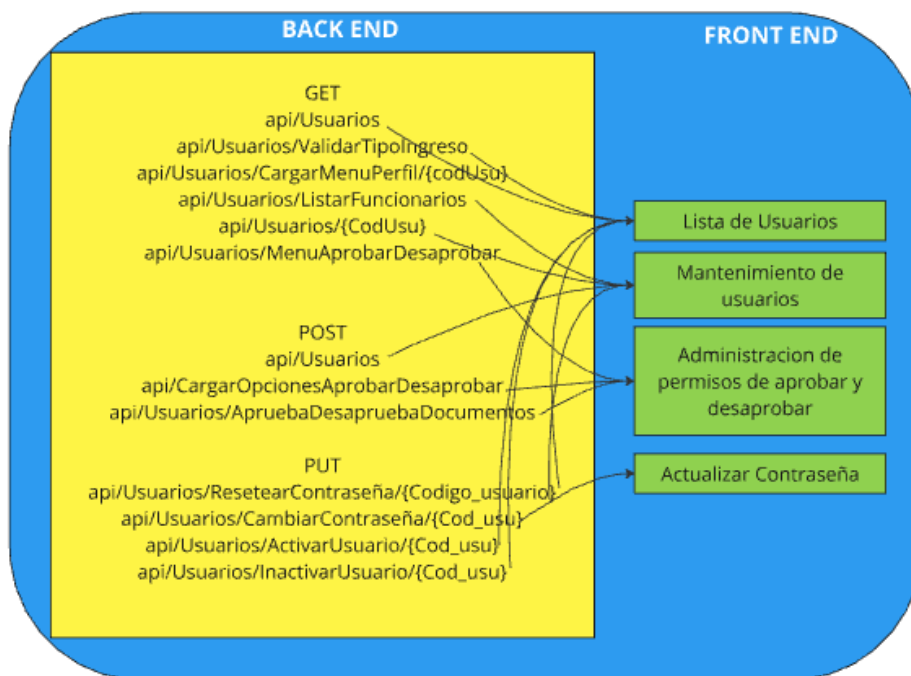 BACK END
GET
api/Usuarios
api/Usuarios/ValidarTipoIngreso
api/Usuarios/CargarMenuPerfil/{codUsu}
api/Usuarios/ListarFuncionarios
api/Usuarios/{CodUsu}
api/Usuarios/MenuAprobarDesaprobar
POST
api/Usuarios
api/CargarOpcionesAprobarDesaprobar
api/Usuarios/ApruebaDesapruebaDocumentos
PUT
api/Usuarios/ResetearContraseña/{Codigo_usuario}
api/Usuarios/CambiarContraseña/{Cod_usu}
api/Usuarios/ActivarUsuario/{Cod_usu}
api/Usuarios/InactivarUsuario/{Cod_usu}
FRONT END
Lista de Usuarios
Mantenimiento de
usuarios
Administracion de
permisos de aprobar y
desaprobar
Actualizar Contraseña